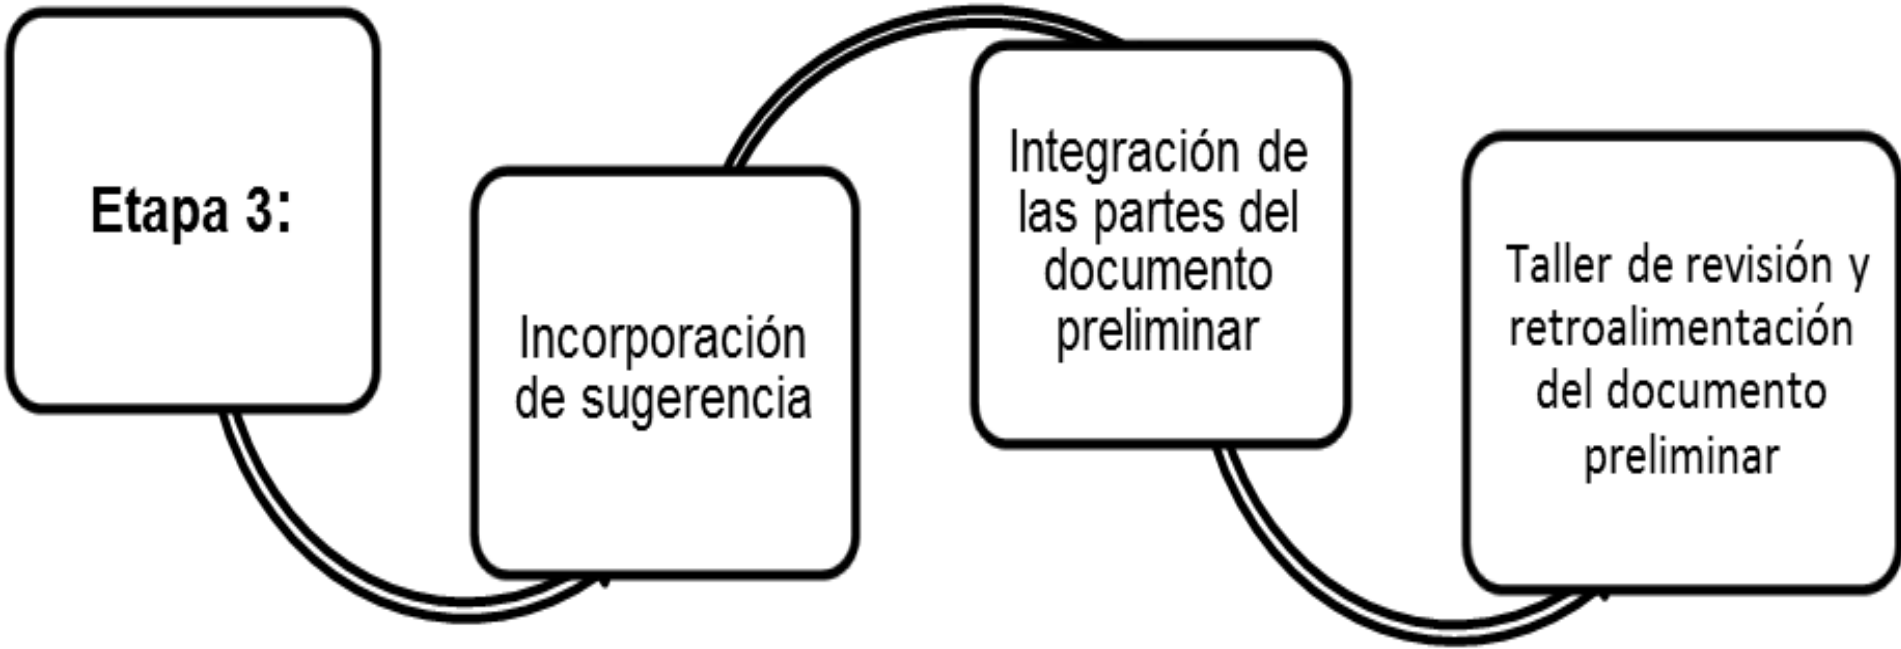 Etapa 3:
Incorporación
de sugerencia
Integración de
las partes del
documento
preliminar
Taller de revisión y
retroalimentación
del documento
preliminar